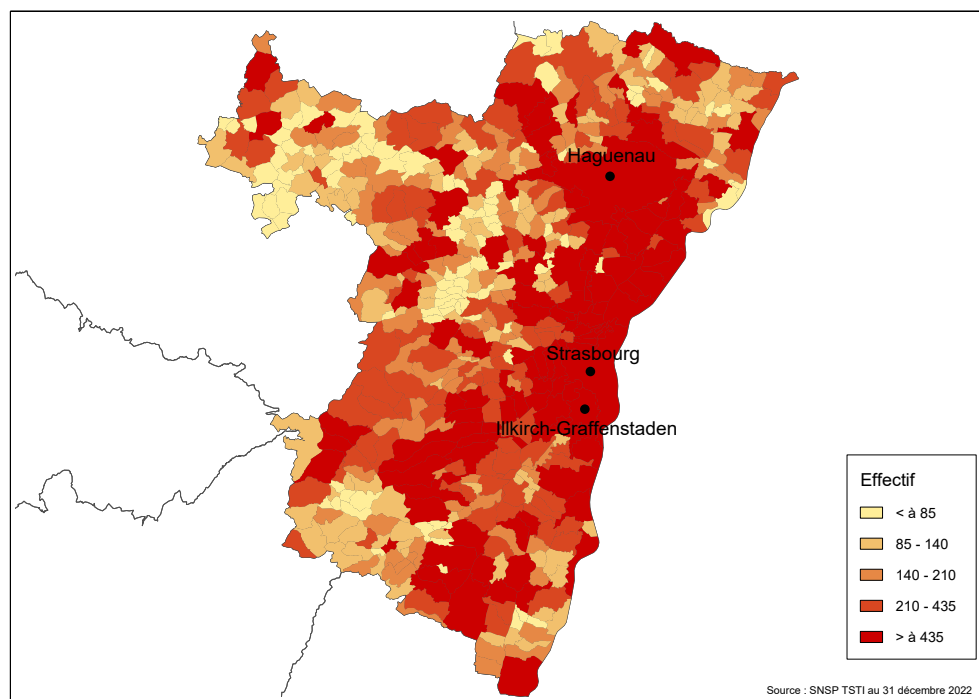 Haguenau
Strasbourg
Illkirch-Graffenstaden
Effectif
< à 85
85 - 140
140 - 210
210 - 435
> à 435
Source : SNSP TSTI au 31 décembre 2022